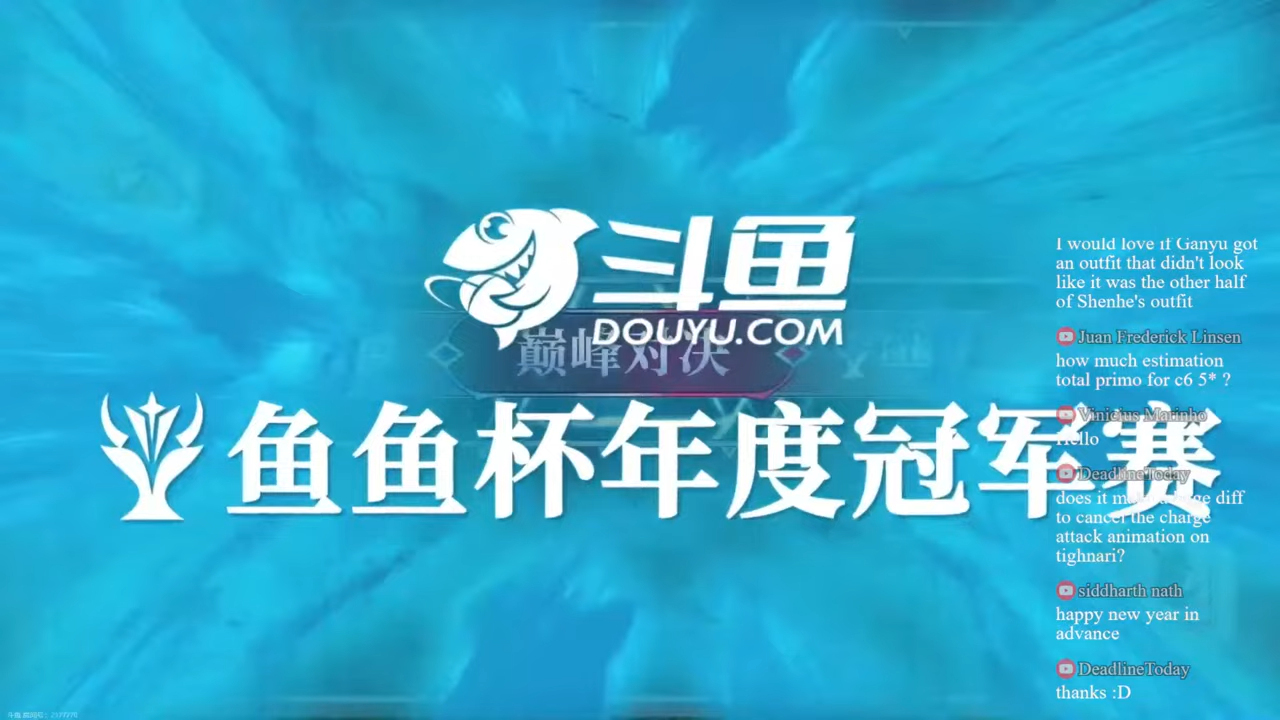 斗鱼
DOUYU.COM
巅峰对决
鱼鱼杯年度冠军赛
I would love if Ganyu got
an outfit that didn't look
like it was the other half
of Shenhe's outfit
Juan Frederick Linsen
how much estimation
total primo for c6 5* ?
Vinicius Marinho
Hello
DeadlineToday
does it make a huge diff
to cancel the charge
attack animation on
tighnari?
siddharth nath
happy new year in
advance
DeadlineToday
thanks :D